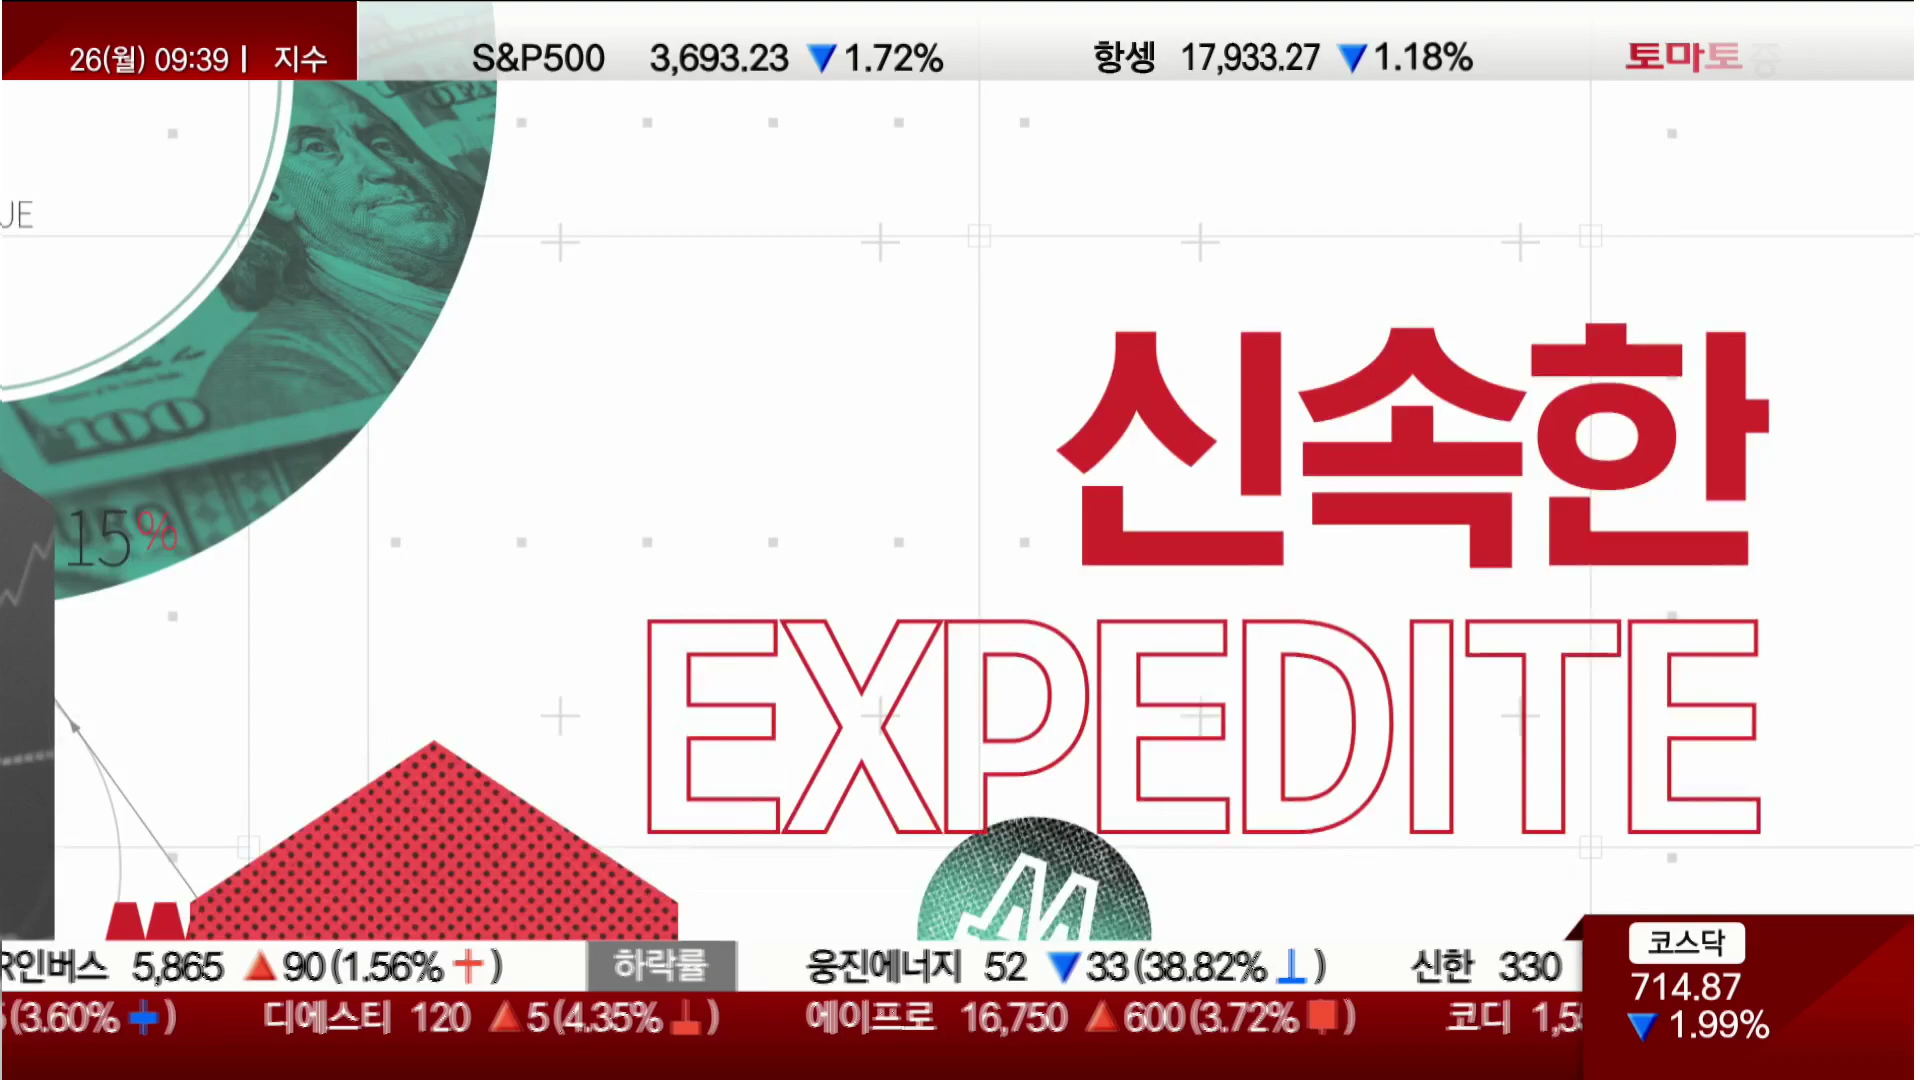 26(월) 09:39 | 지수 S&P500 3,693.23 ▼1.72% 항셍 17,933.27 ▼1.18% 토마토증
UE
100
15%
신속한
EXPEDITE
R인버스 5,865 ▲90(1.56%) 하락률 웅진에너지 52 ▼33(38.82%) 신한 330
(3.60%) 디에스티 120 ▲5(4.35%) 에이프로 16,750 ▲600(3.72%) 코디
코스닥
714.87
▼ 1.99%